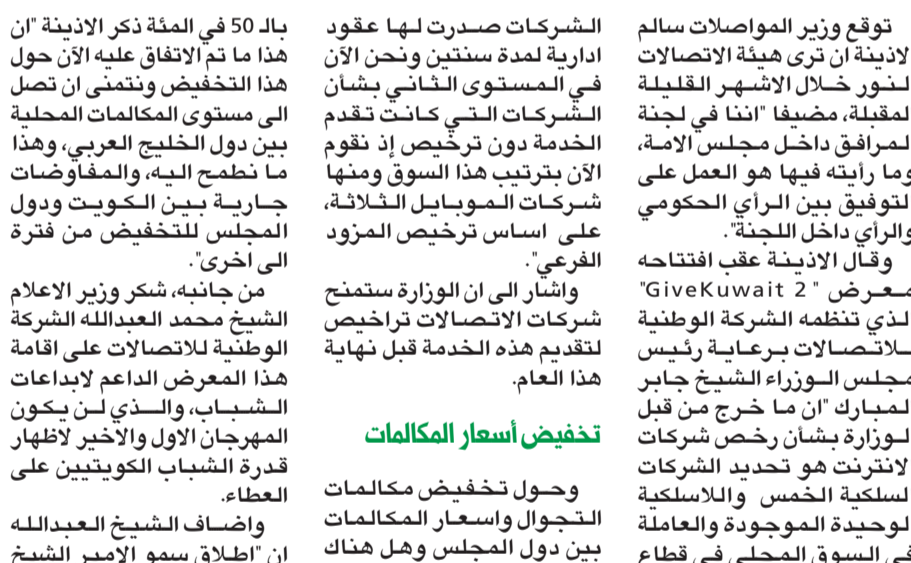 توقع وزير المواصلات سالم
لاذينة ان ترى هيئة الاتصالات
لنور خلال الاشهر القليلة
لمقبلة، مضيفا "اننا في لجنة
لمرافق داخل مجلس الامة،
وما رأيته فيها هو العمل على
لتوفيق بين الرأي الحكومي
والرأي داخل اللجنة".
وقال الاذينة عقب افتتاحه
معرض "GiveKuwait 2"
لذي تنظمه الشركة الوطنية
للاتصالات برعاية رئيس
مجلس الوزراء الشيخ جابر
لمبارك "ان ما خرج من قبل
لوزارة بشأن رخص شركات
لانترنت هو تحديد الشركات
لسلكية الخمس واللاسلكية
لوحيدة الموجودة والعاملة
في السوق المحلي في قطاع
الشركات صدرت لها عقود
ادارية لمدة سنتين ونحن الآن
في المستوى الثاني بشأن
الشركات التي كانت تقدم
الخدمة دون ترخيص إذ نقوم
الآن بترتيب هذا السوق ومنها
شركات الموبايل الثلاثة،
على اساس ترخيص المزود
الفرعي".
واشار الى ان الوزارة ستمنح
شركات الاتصالات تراخيص
لتقديم هذه الخدمة قبل نهاية
هذا العام.
تخفيض أسعار المكالمات
وحول تخفيض مكالمات
التجوال واسعار المكالمات
بين دول المجلس وهل هناك
بالـ 50 في المئة ذكر الاذينة "ان
هذا ما تم الاتفاق عليه الآن حول
هذا التخفيض ونتمنى ان تصل
الى مستوى المكالمات المحلية
بين دول الخليج العربي، وهذا
ما نطمح اليه، والمفاوضات
جارية بين الكويت ودول
المجلس للتخفيض من فترة
الى اخرى".
من جانبه، شكر وزير الاعلام
الشيخ محمد العبدالله الشركة
الوطنية للاتصالات على اقامة
هذا المعرض الداعم لابداعات
الشباب، والذي لن يكون
المهرجان الاول والاخير لاظهار
قدرة الشباب الكويتيين على
العطاء.
واضاف الشيخ العبدالله
ان "اطلاق سمو الامير الشيخ